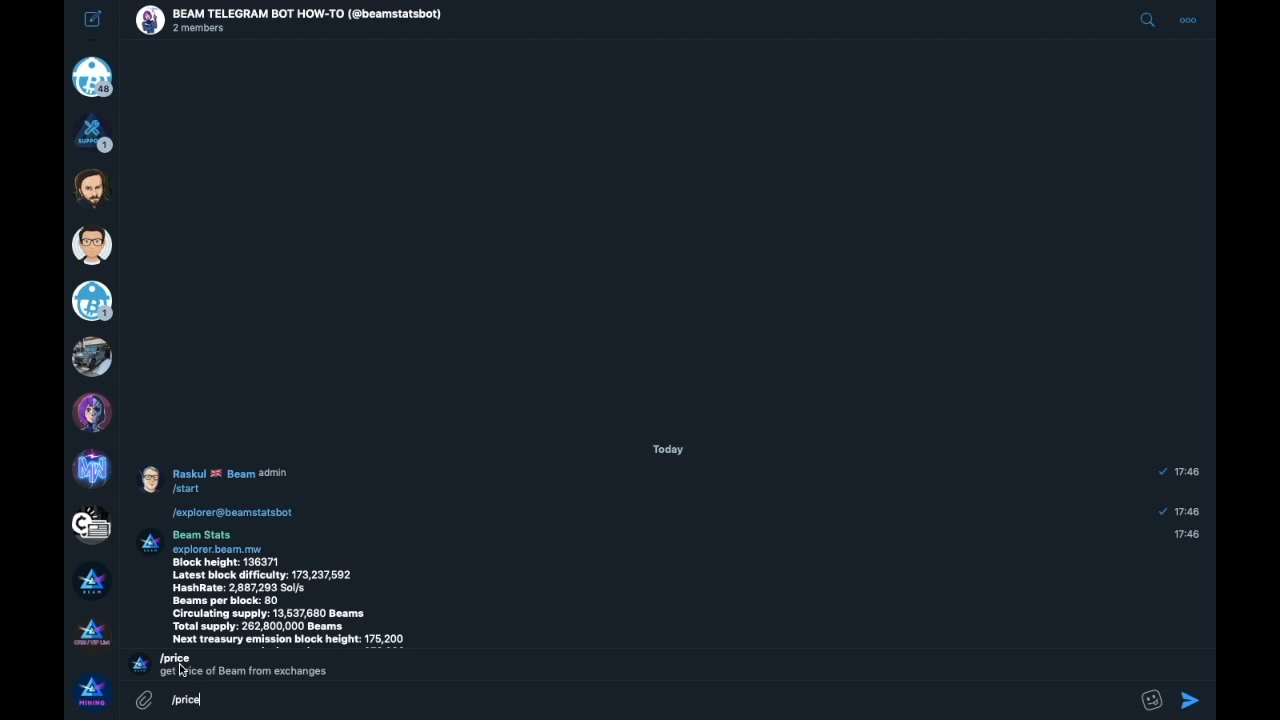 BEAM TELEGRAM BOT HOW-TO (@beamstatsbot)
2 members
48
SUPPO
1
1
Today
Raskul 🇬🇧 Beam admin
17:46
/start
/explorer@beamstatsbot
17:46
Beam Stats
17:46
explorer.beam.mw
Block height: 136371
Latest block difficulty: 173,237,592
HashRate: 2,887,293 Sol/s
Beams per block: 80
Circulating supply: 13,537,680 Beams
Total supply: 262,800,000 Beams
Next treasury emission block height: 175,200
BEAM
MINING
/price
get price of Beam from exchanges
/price